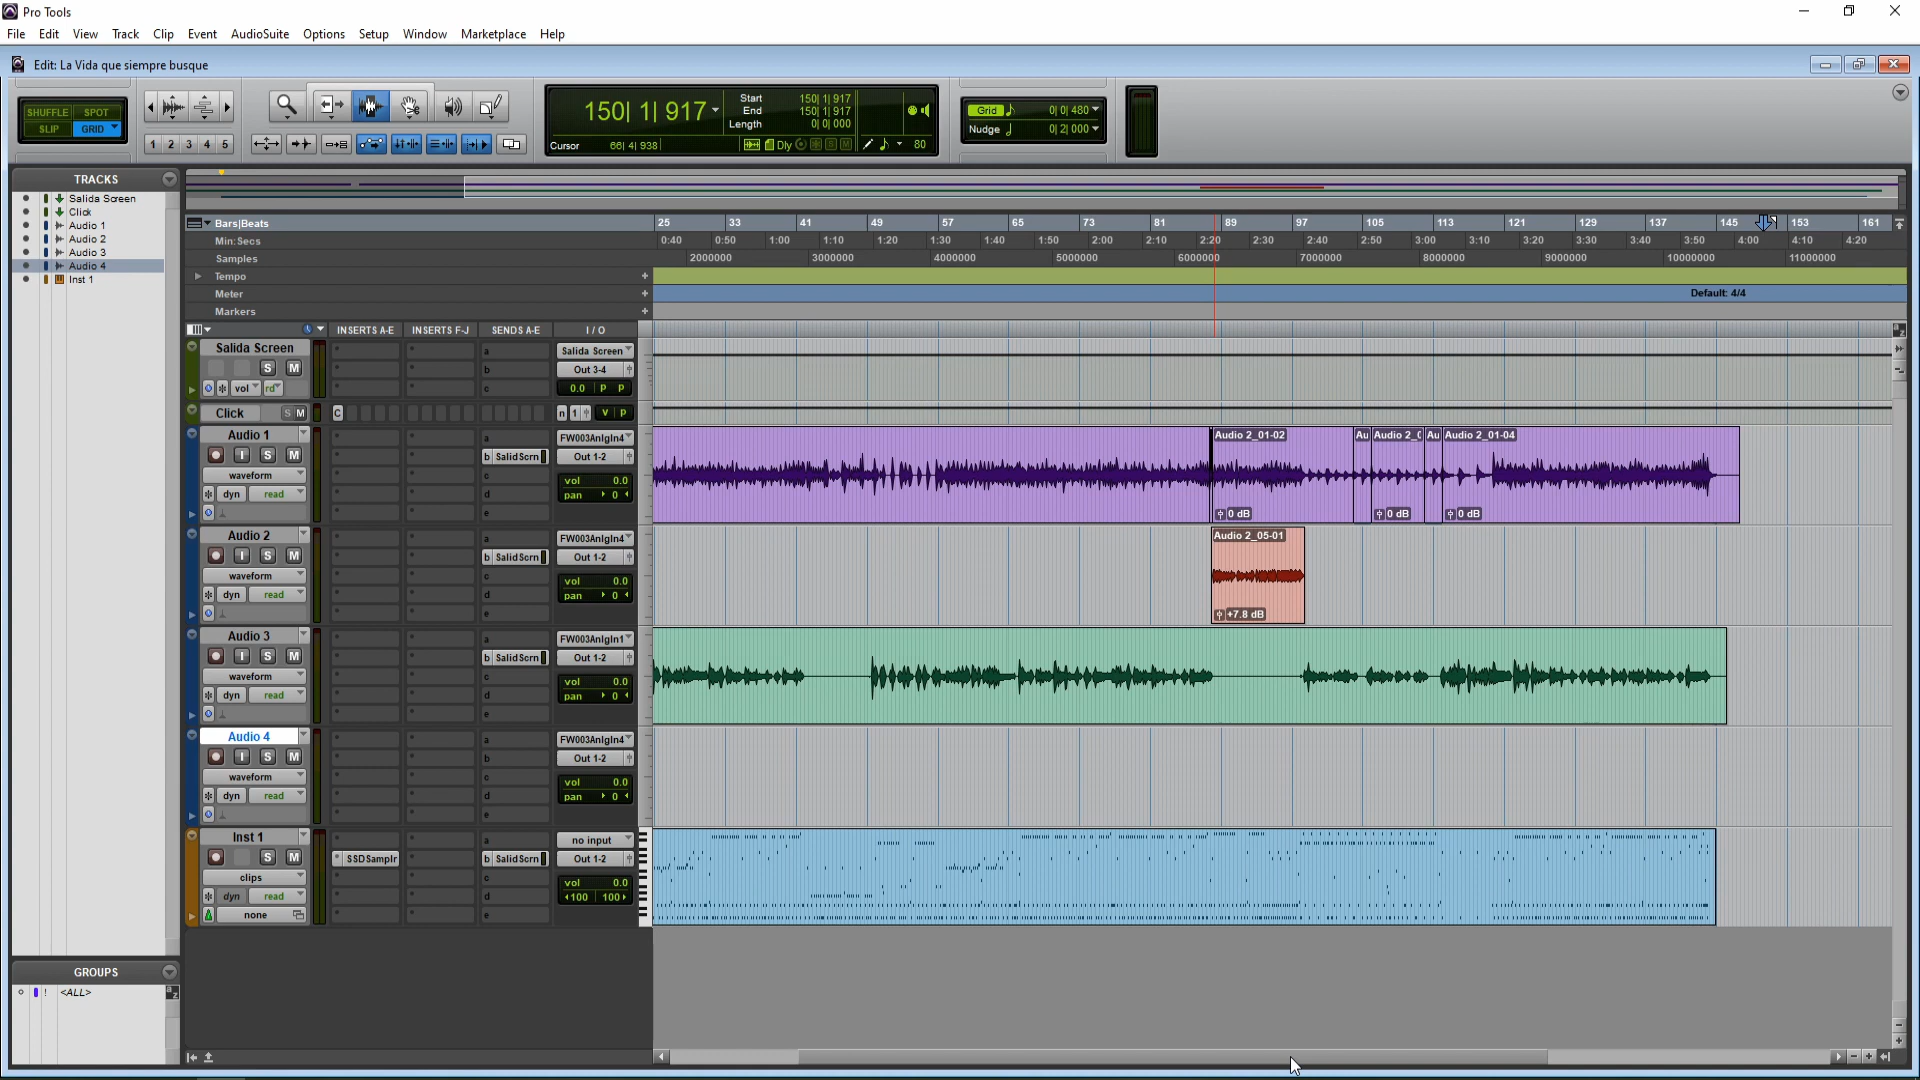 Pro Tools
File Edit View Track Clip Event AudioSuite Options Setup Window Marketplace Help
Edit: La Vida que siempre busque
SHUFFLE SPOT
SLIP GRID
1 2 3 4 5
150| 1| 917
Start 150| 1| 917
End 150| 1| 917
Length 0| 0| 000
Cursor 66| 4| 938
Dly S M
80
Grid 0| 0| 480
Nudge 0| 2| 000
TRACKS
Salida Screen
Click
Audio 1
Audio 2
Audio 3
Audio 4
Inst 1
GROUPS
! <ALL>
a z
Bars|Beats 25 33 41 49 57 65 73 81 89 97 105 113 121 129 137 145 153 161
Min:Secs 0:40 0:50 1:00 1:10 1:20 1:30 1:40 1:50 2:00 2:10 2:20 2:30 2:40 2:50 3:00 3:10 3:20 3:30 3:40 3:50 4:00 4:10 4:20
Samples 2000000 3000000 4000000 5000000 6000000 7000000 8000000 9000000 10000000 11000000
Tempo
Meter Default: 4/4
Markers
INSERTS A-E INSERTS F-J SENDS A-E I / O
Salida Screen a Salida Screen
S M b Out 3-4
vol rd c 0.0 P P
Click S M C n 1 V P
Audio 1 a FW003AnlgIn4
I S M b SalidScrn Out 1-2
waveform c vol 0.0
dyn read d pan 0
e
Audio 2_01-02 Au Audio 2_0 Au Audio 2_01-04
0 dB 0 dB 0 dB
Audio 2 a FW003AnlgIn4
I S M b SalidScrn Out 1-2
waveform c vol 0.0
dyn read d pan 0
e
Audio 2_05-01
+7.8 dB
Audio 3 a FW003AnlgIn1
I S M b SalidScrn Out 1-2
waveform c vol 0.0
dyn read d pan 0
e
Audio 4 a FW003AnlgIn4
I S M b Out 1-2
waveform c vol 0.0
dyn read d pan 0
e
Inst 1 a no input
S M SSDSamplr b SalidScrn Out 1-2
clips c vol 0.0
dyn read d 100 100
none e